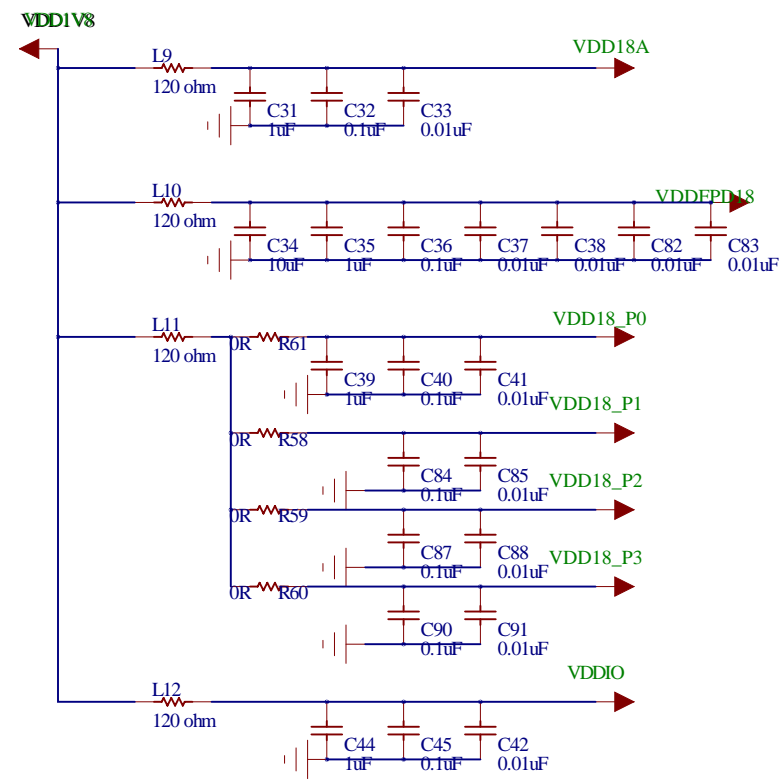 VDD1V8
L9
120 ohm
VDD18A
C31
1uF
C32
0.1uF
C33
0.01uF
L10
120 ohm
VDDFPD18
C34
10uF
C35
1uF
C36
0.1uF
C37
0.01uF
C38
0.01uF
C82
0.01uF
C83
0.01uF
L11
120 ohm
0R
R61
VDD18_P0
C39
1uF
C40
0.1uF
C41
0.01uF
0R
R58
VDD18_P1
C84
0.1uF
C85
0.01uF
0R
R59
VDD18_P2
C87
0.1uF
C88
0.01uF
0R
R60
VDD18_P3
C90
0.1uF
C91
0.01uF
L12
120 ohm
VDDIO
C44
1uF
C45
0.1uF
C42
0.01uF